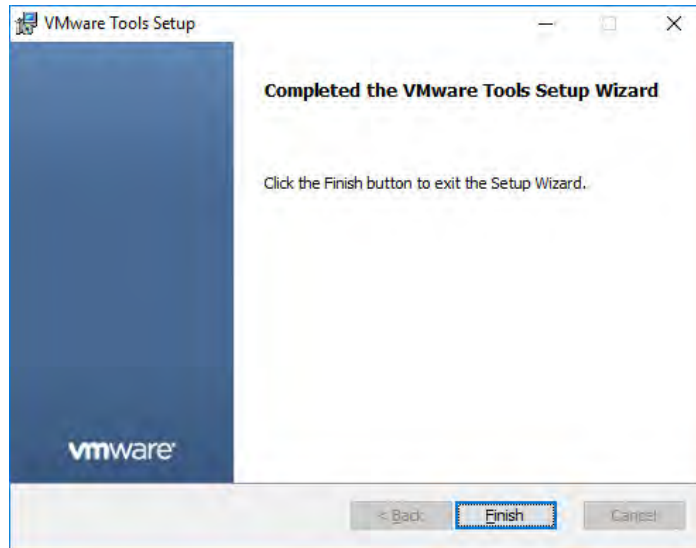 VMware Tools Setup
Completed the VMware Tools Setup Wizard
Click the Finish button to exit the Setup Wizard.
vmware
< Back Finish Cancel